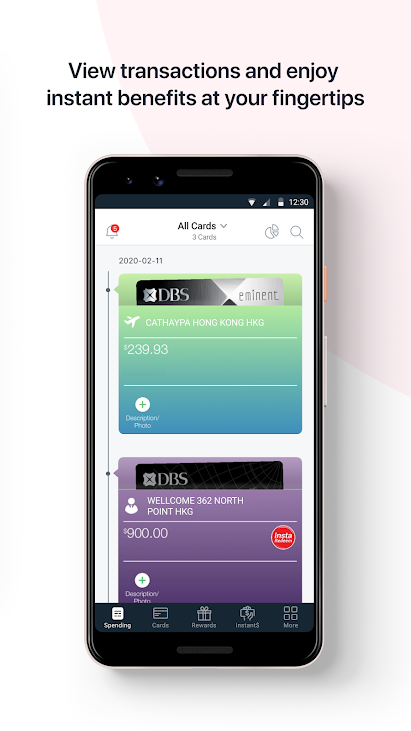 View transactions and enjoy
instant benefits at your fingertips
12:30
6
All Cards
3 Cards
2020-02-11
DBS eminent
CATHAYPA HONG KONG HKG
$239.93
Description/
Photo
DBS
WELLCOME 362 NORTH
POINT HKG
$900.00
Insta
Redeem
Description/
Photo
Spending Cards Rewards Instant$ More